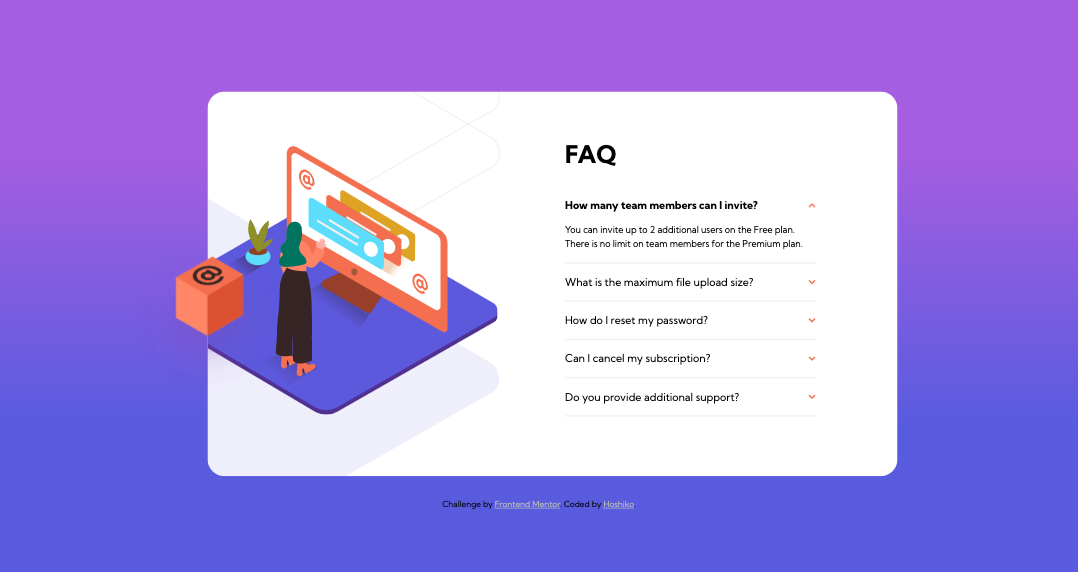 FAQ
How many team members can I invite?
You can invite up to 2 additional users on the Free plan.
There is no limit on team members for the Premium plan.
What is the maximum file upload size?
How do I reset my password?
Can I cancel my subscription?
Do you provide additional support?
@
@
@
Challenge by Frontend Mentor. Coded by Hoshiko.